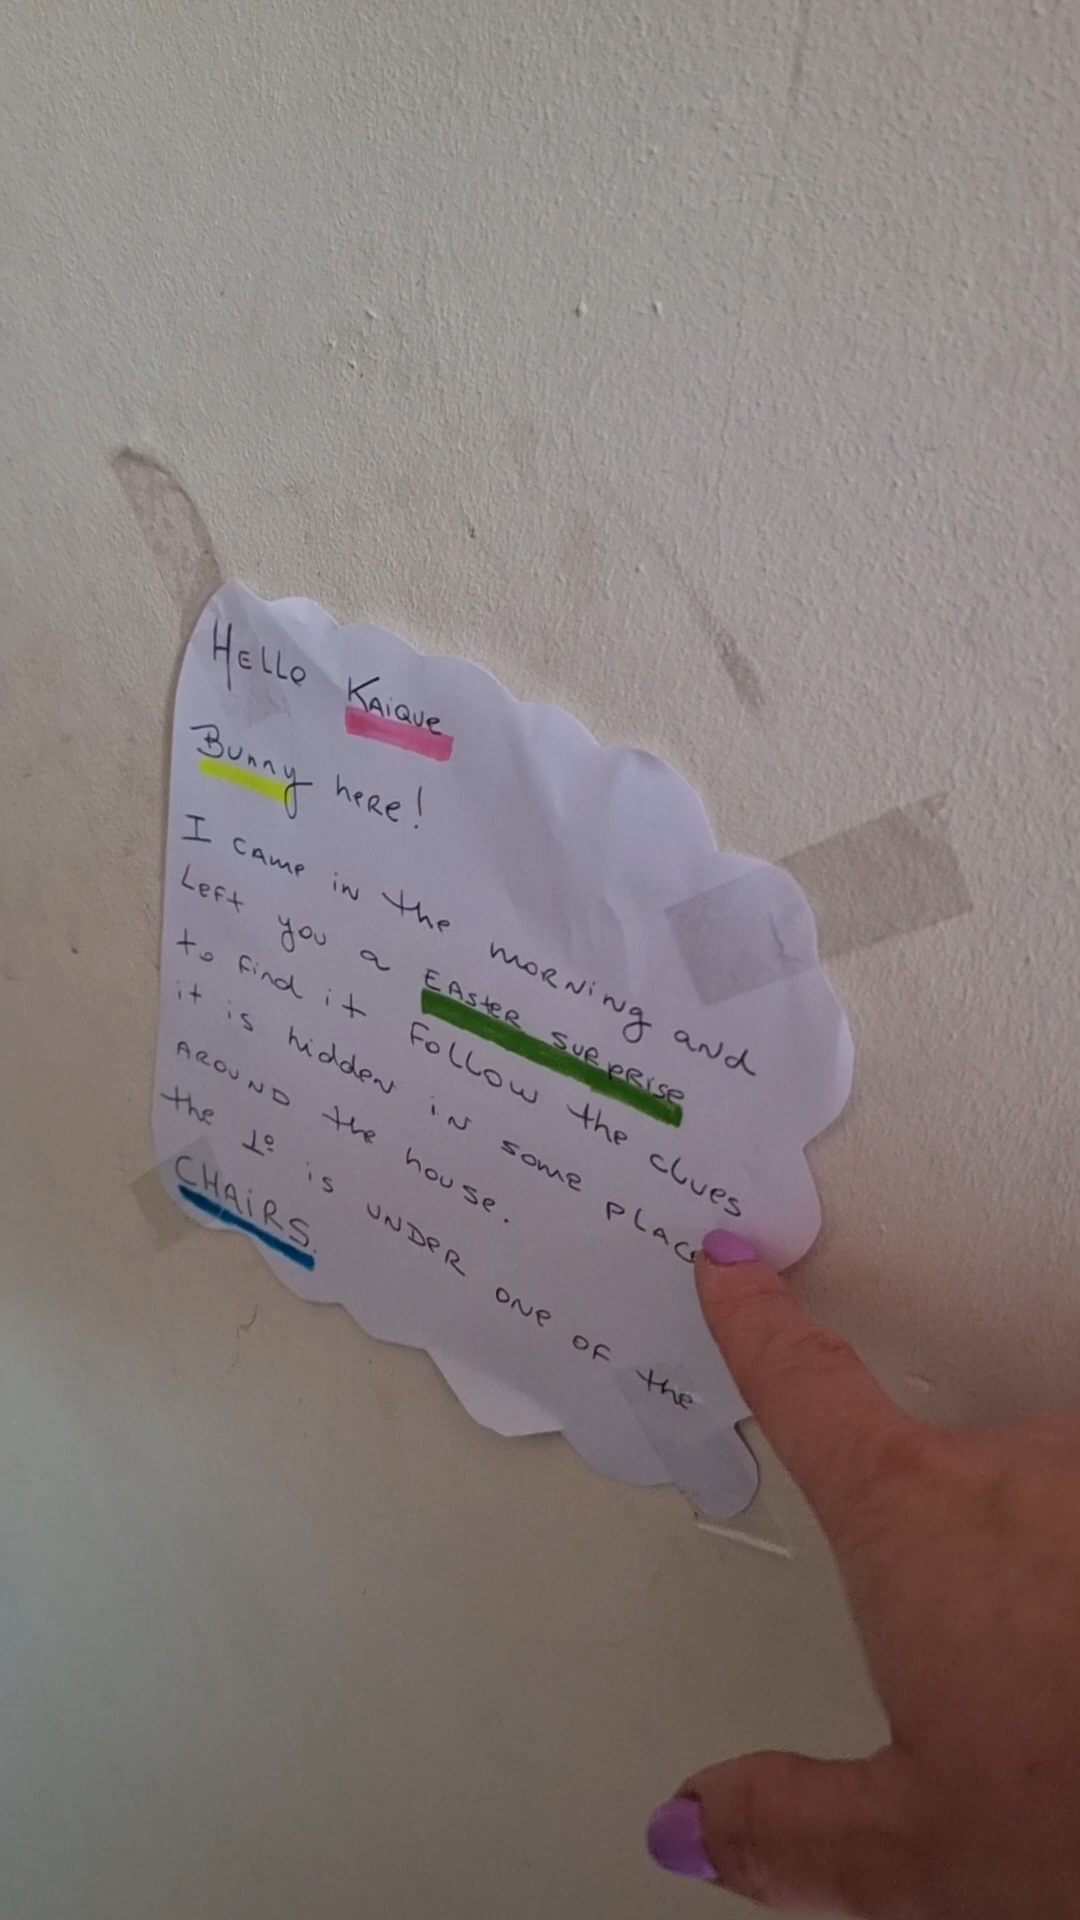 HELLO KAIQUE
Bunny here!
I CAME IN the MORNING AND
Left you a EASTER SURPRISE
to find it FOLLOW the clues
it is hidden IN some PLACE
AROUND the house.
the 1º is UNDER ONE OF the
CHAIRS.